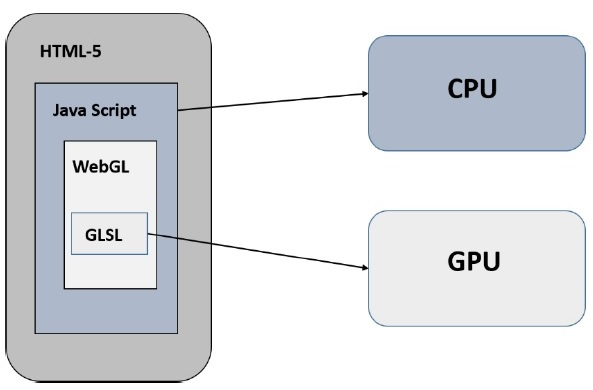 HTML-5
Java Script
WebGL
GLSL
CPU
GPU